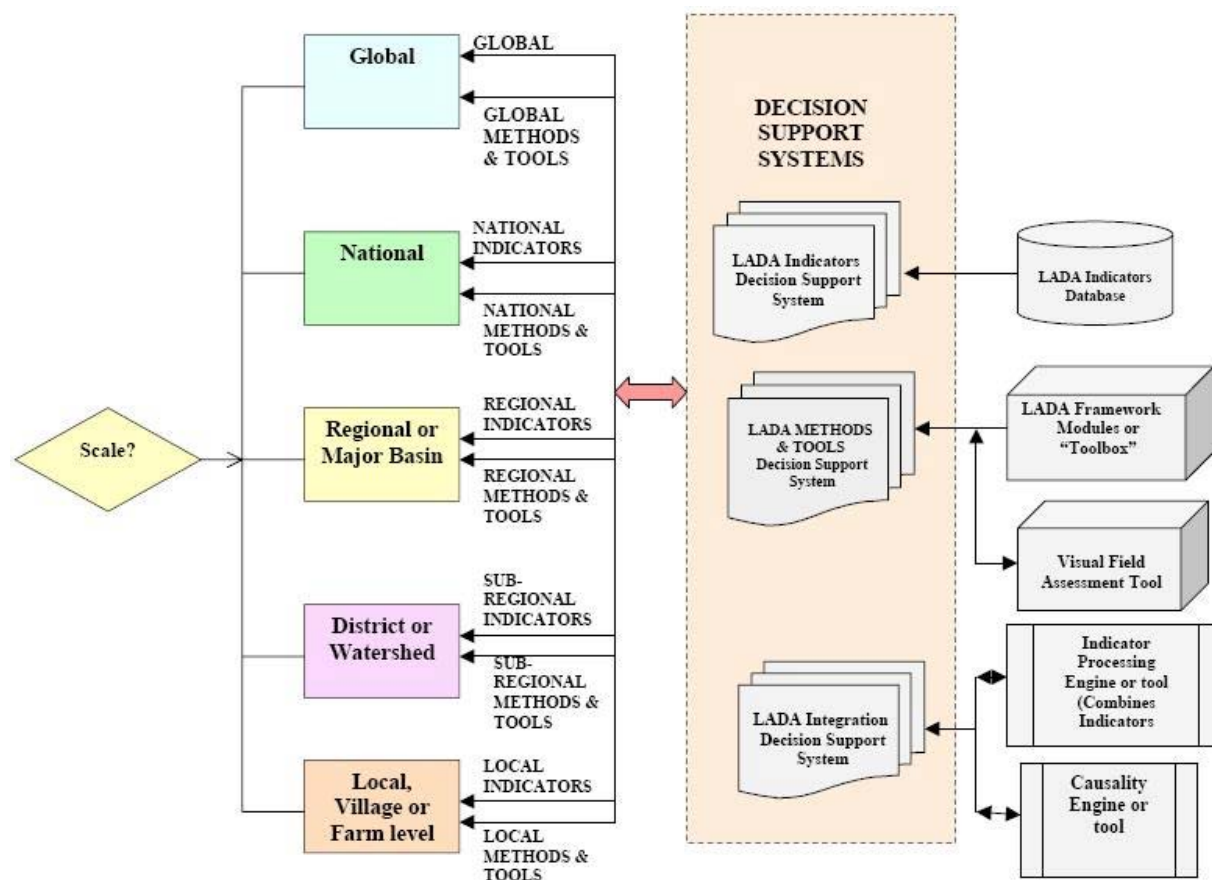 Scale?
Global
GLOBAL
GLOBAL
METHODS
& TOOLS
National
NATIONAL
INDICATORS
NATIONAL
METHODS &
TOOLS
Regional or
Major Basin
REGIONAL
INDICATORS
REGIONAL
METHODS &
TOOLS
District or
Watershed
SUB-
REGIONAL
INDICATORS
SUB-
REGIONAL
METHODS &
TOOLS
Local,
Village or
Farm level
LOCAL
INDICATORS
LOCAL
METHODS &
TOOLS
DECISION
SUPPORT
SYSTEMS
LADA Indicators
Decision Support
System
LADA METHODS
& TOOLS
Decision Support
System
LADA Integration
Decision Support
System
LADA Indicators
Database
LADA Framework
Modules or
“Toolbox”
Visual Field
Assessment Tool
Indicator
Processing
Engine or tool
(Combines
Indicators
Causality
Engine or
tool